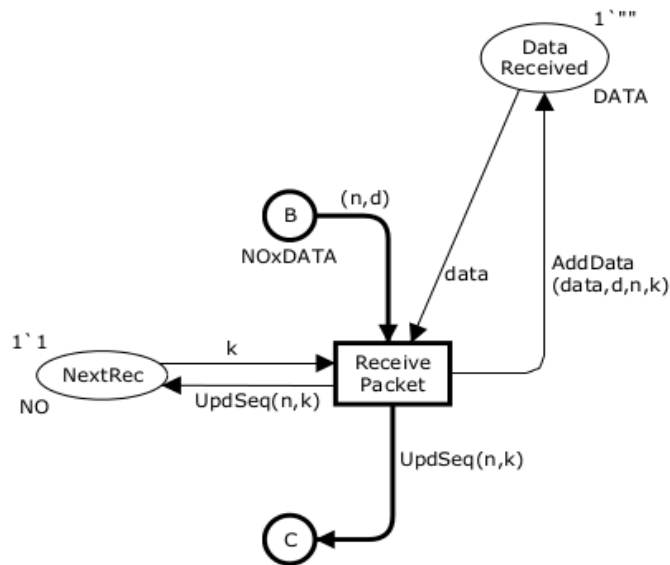 1`""
Data
Received
DATA
(n,d)
B
NOxDATA
AddData
(data,d,n,k)
data
1`1
k
Receive
Packet
NextRec
UpdSeq(n,k)
NO
UpdSeq(n,k)
C